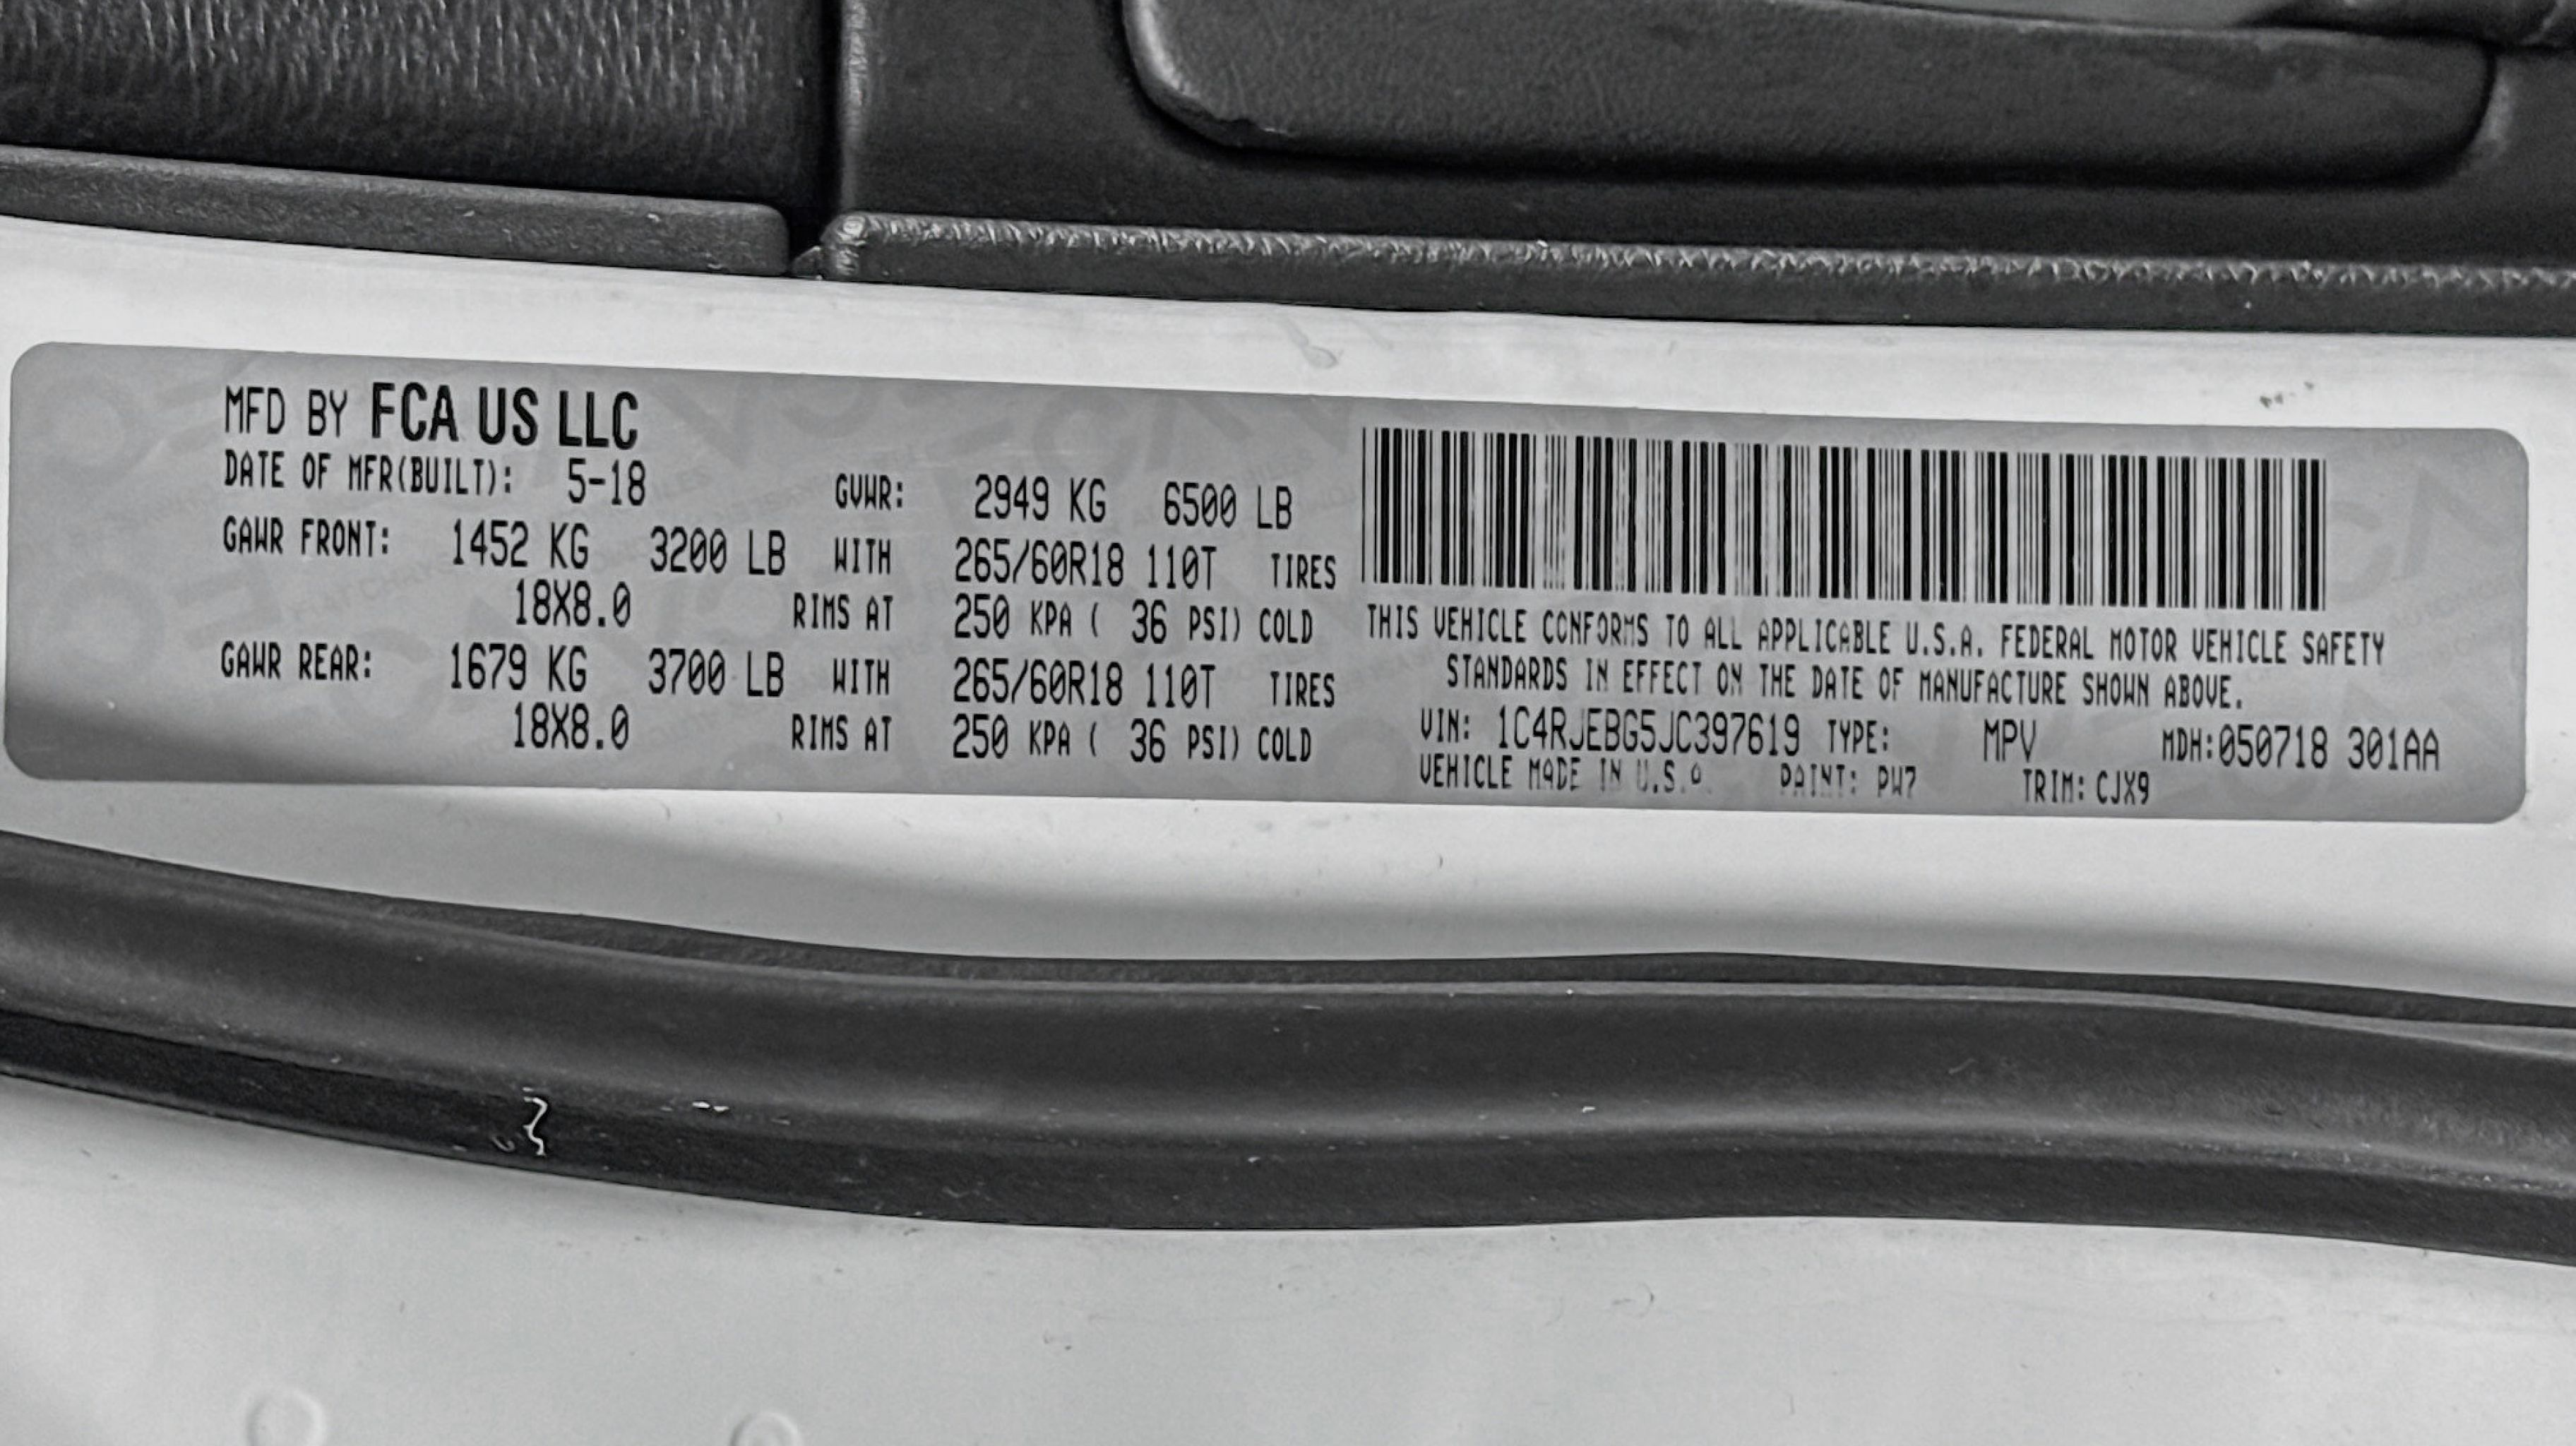 MFD BY FCA US LLC
DATE OF MFR(BUILT): 5-18 GVWR: 2949 KG 6500 LB
GAWR FRONT: 1452 KG 3200 LB WITH 265/60R18 110T TIRES
18X8.0 RIMS AT 250 KPA ( 36 PSI) COLD
GAWR REAR: 1679 KG 3700 LB WITH 265/60R18 110T TIRES
18X8.0 RIMS AT 250 KPA ( 36 PSI) COLD
THIS VEHICLE CONFORMS TO ALL APPLICABLE U.S.A. FEDERAL MOTOR VEHICLE SAFETY
STANDARDS IN EFFECT ON THE DATE OF MANUFACTURE SHOWN ABOVE.
VIN: 1C4RJEBG5JC397619 TYPE: MPV MDH:050718 301AA
VEHICLE MADE IN U.S.A. PAINT: PW7 TRIM: CJX9